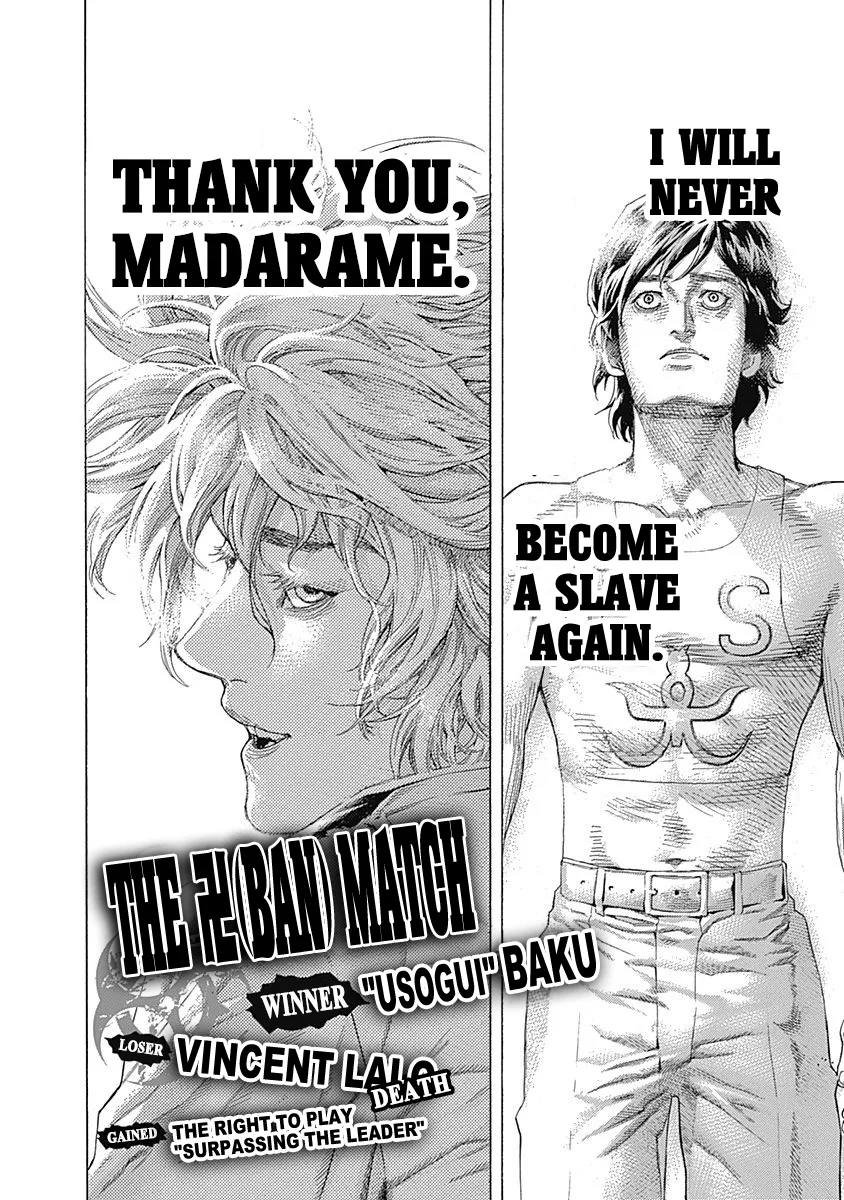 I WILL
NEVER
BECOME
A SLAVE
AGAIN.
S
THANK YOU,
MADARAME.
THE 卍(BAN) MATCH
WINNER "USOGUI" BAKU
LOSER VINCENT LALO
DEATH
GAINED THE RIGHT TO PLAY
"SURPASSING THE LEADER"